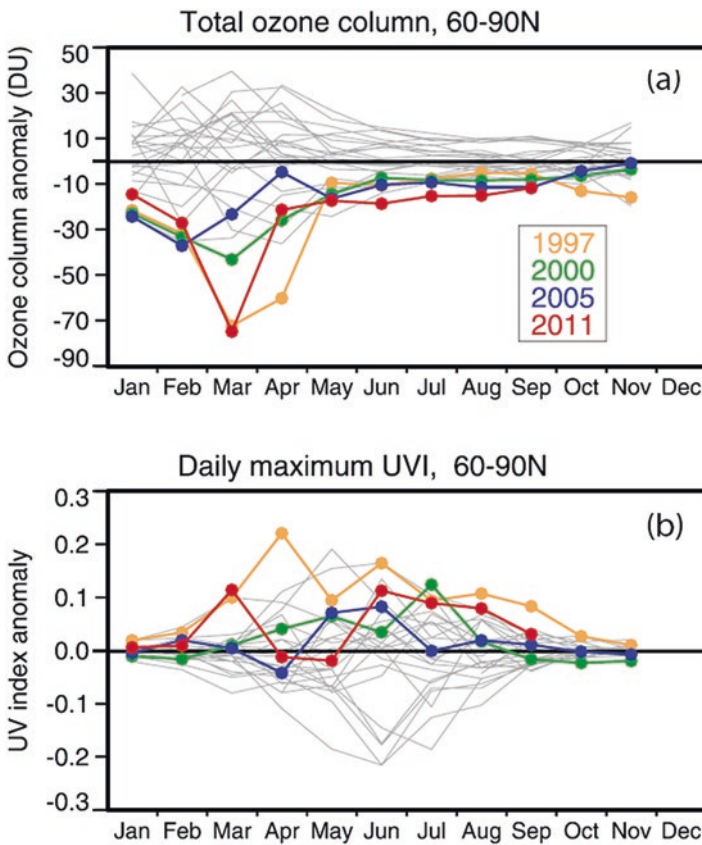 Total ozone column, 60-90N
(a)
Ozone column anomaly (DU)
50
30
10
-10
-30
-50
-70
-90
1997
2000
2005
2011
Jan Feb Mar Apr May Jun Jul Aug Sep Oct Nov Dec
Daily maximum UVI, 60-90N
(b)
UV index anomaly
0.3
0.2
0.1
0.0
-0.1
-0.2
-0.3
Jan Feb Mar Apr May Jun Jul Aug Sep Oct Nov Dec